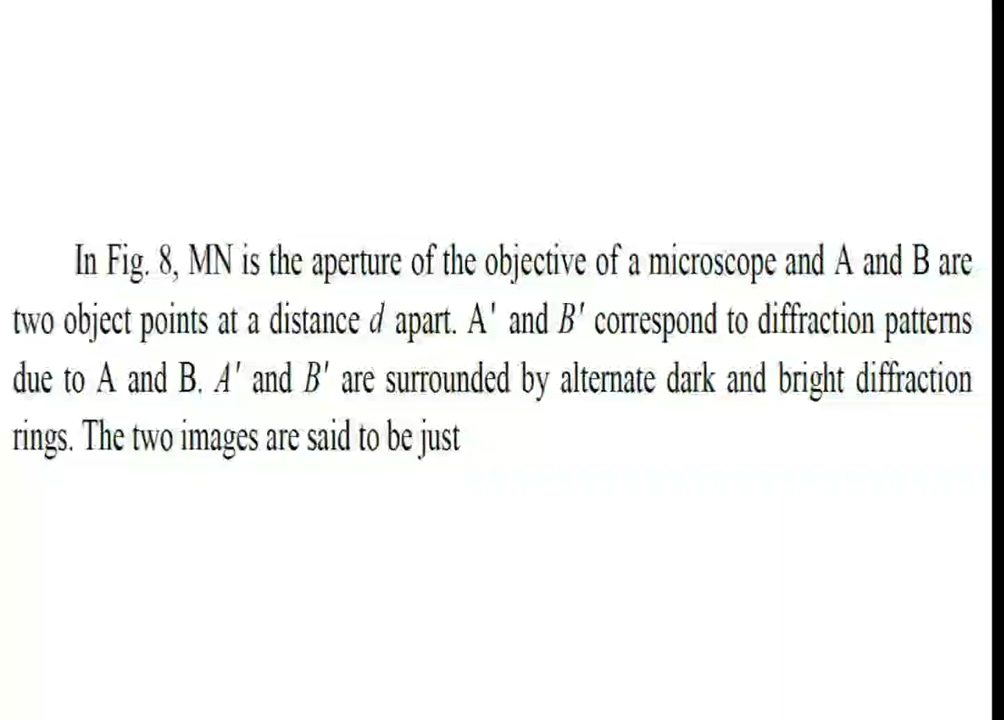 In Fig. 8, MN is the aperture of the objective of a microscope and A and B are
two object points at a distance d apart. A' and B' correspond to diffraction patterns
due to A and B. A' and B' are surrounded by alternate dark and bright diffraction
rings. The two images are said to be just